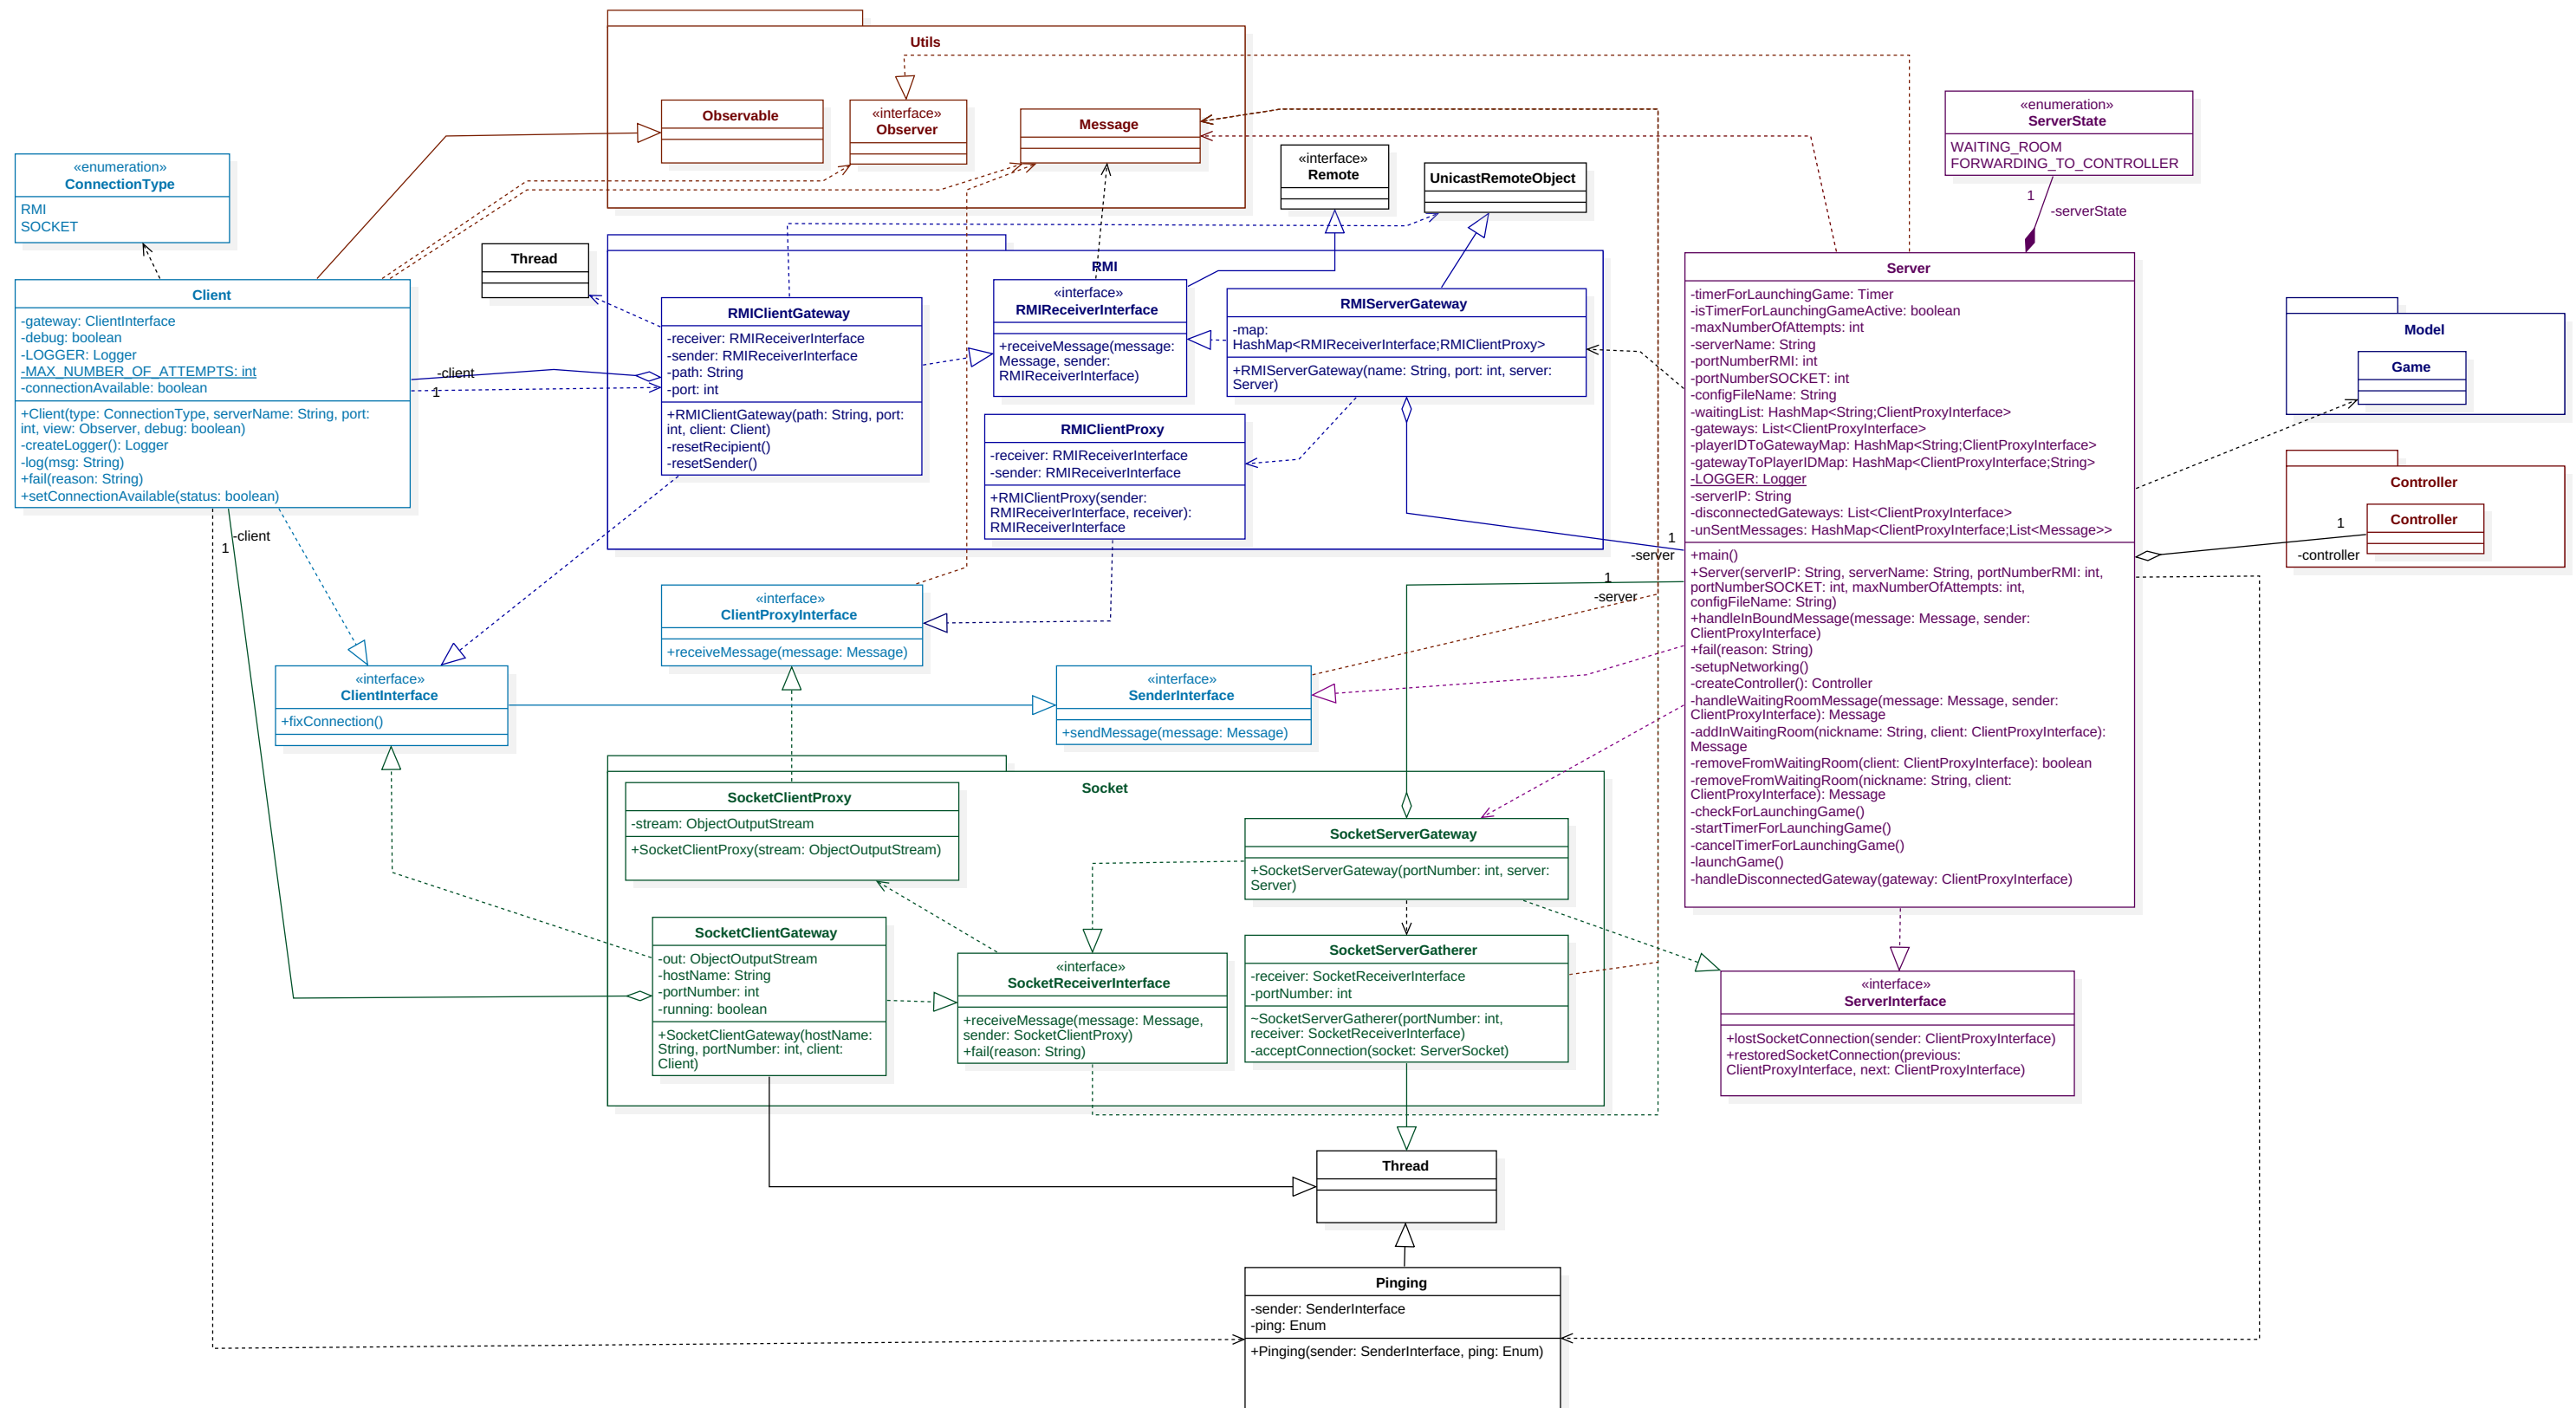 Utils
Observable
«interface»
Observer
Message
«interface»
Remote
UnicastRemoteObject
«enumeration»
ServerState
WAITING_ROOM
FORWARDING_TO_CONTROLLER
1
-serverState
«enumeration»
ConnectionType
RMI
SOCKET
Thread
Client
-gateway: ClientInterface
-debug: boolean
-LOGGER: Logger
-MAX_NUMBER_OF_ATTEMPTS: int
-connectionAvailable: boolean
+Client(type: ConnectionType, serverName: String, port:
int, view: Observer, debug: boolean)
-createLogger(): Logger
-log(msg: String)
+fail(reason: String)
+setConnectionAvailable(status: boolean)
-client
1
-client
1
RMI
RMIClientGateway
-receiver: RMIReceiverInterface
-sender: RMIReceiverInterface
-path: String
-port: int
+RMIClientGateway(path: String, port:
int, client: Client)
-resetRecipient()
-resetSender()
«interface»
RMIReceiverInterface
+receiveMessage(message:
Message, sender:
RMIReceiverInterface)
RMIServerGateway
-map:
HashMap<RMIReceiverInterface;RMIClientProxy>
+RMIServerGateway(name: String, port: int, server:
Server)
RMIClientProxy
-receiver: RMIReceiverInterface
-sender: RMIReceiverInterface
+RMIClientProxy(sender:
RMIReceiverInterface, receiver):
RMIReceiverInterface
Server
-timerForLaunchingGame: Timer
-isTimerForLaunchingGameActive: boolean
-maxNumberOfAttempts: int
-serverName: String
-portNumberRMI: int
-portNumberSOCKET: int
-configFileName: String
-waitingList: HashMap<String;ClientProxyInterface>
-gateways: List<ClientProxyInterface>
-playerIDToGatewayMap: HashMap<String;ClientProxyInterface>
-gatewayToPlayerIDMap: HashMap<ClientProxyInterface;String>
-LOGGER: Logger
-serverIP: String
-disconnectedGateways: List<ClientProxyInterface>
-unSentMessages: HashMap<ClientProxyInterface;List<Message>>
+main()
+Server(serverIP: String, serverName: String, portNumberRMI: int,
portNumberSOCKET: int, maxNumberOfAttempts: int,
configFileName: String)
+handleInBoundMessage(message: Message, sender:
ClientProxyInterface)
+fail(reason: String)
-setupNetworking()
-createController(): Controller
-handleWaitingRoomMessage(message: Message, sender:
ClientProxyInterface): Message
-addInWaitingRoom(nickname: String, client: ClientProxyInterface):
Message
-removeFromWaitingRoom(client: ClientProxyInterface): boolean
-removeFromWaitingRoom(nickname: String, client:
ClientProxyInterface): Message
-checkForLaunchingGame()
-startTimerForLaunchingGame()
-cancelTimerForLaunchingGame()
-launchGame()
-handleDisconnectedGateway(gateway: ClientProxyInterface)
1
-server
1
-server
Model
Game
Controller
Controller
1
-controller
«interface»
ClientProxyInterface
+receiveMessage(message: Message)
«interface»
ClientInterface
+fixConnection()
«interface»
SenderInterface
+sendMessage(message: Message)
Socket
SocketClientProxy
-stream: ObjectOutputStream
+SocketClientProxy(stream: ObjectOutputStream)
SocketServerGateway
+SocketServerGateway(portNumber: int, server:
Server)
SocketClientGateway
-out: ObjectOutputStream
-hostName: String
-portNumber: int
-running: boolean
+SocketClientGateway(hostName:
String, portNumber: int, client:
Client)
«interface»
SocketReceiverInterface
+receiveMessage(message: Message,
sender: SocketClientProxy)
+fail(reason: String)
SocketServerGatherer
-receiver: SocketReceiverInterface
-portNumber: int
~SocketServerGatherer(portNumber: int,
receiver: SocketReceiverInterface)
-acceptConnection(socket: ServerSocket)
«interface»
ServerInterface
+lostSocketConnection(sender: ClientProxyInterface)
+restoredSocketConnection(previous:
ClientProxyInterface, next: ClientProxyInterface)
Thread
Pinging
-sender: SenderInterface
-ping: Enum
+Pinging(sender: SenderInterface, ping: Enum)